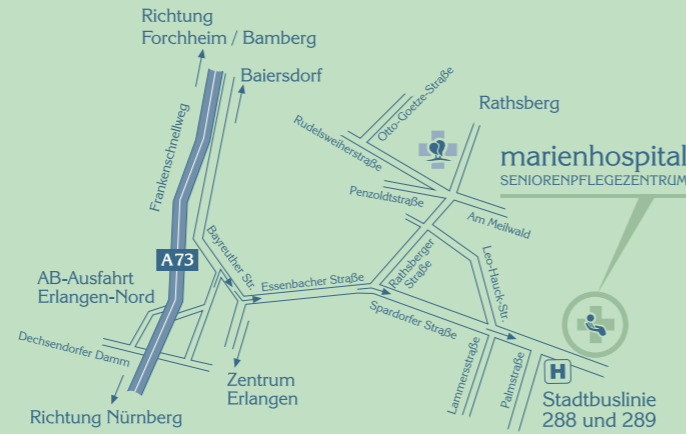 Richtung
Forchheim / Bamberg
Baiersdorf
Otto-Goetze-Straße
Rathsberg
Frankenschnellweg
Rudelsweiherstraße
marienhospital
SENIORENPFLEGEZENTRUM
Penzoldtstraße
Am Meilwald
Bayreuther Str.
A73
Rathsberger
Straße
Leo-Hauck-Str.
AB-Ausfahrt
Erlangen-Nord
Essenbacher Straße
Spardorfer Straße
Dechsendorfer Damm
Lammersstraße
Palmstraße
H
Zentrum
Erlangen
Stadtbuslinie
288 und 289
Richtung Nürnberg